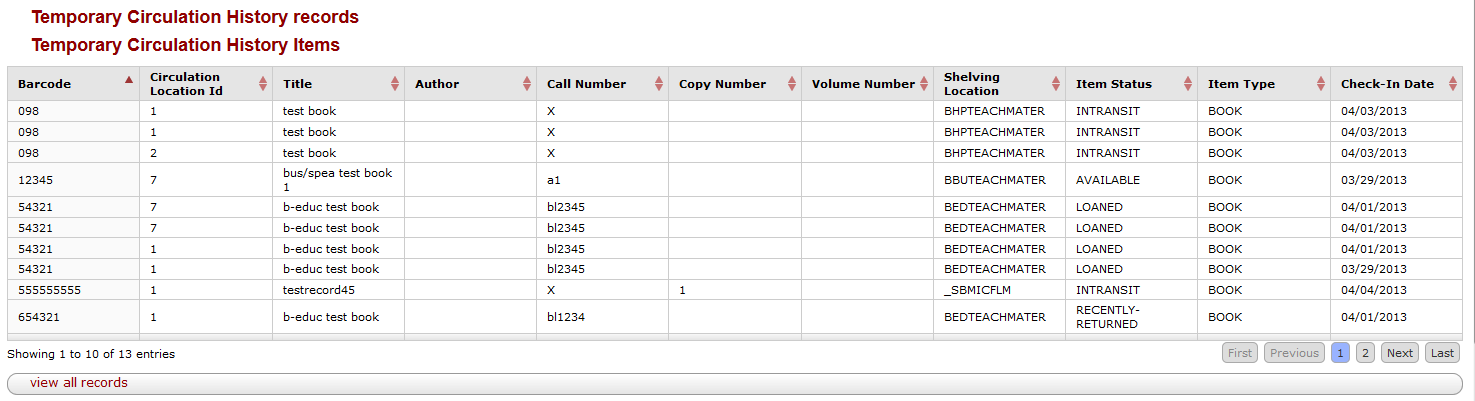 Temporary Circulation History records
Temporary Circulation History Items
Barcode Circulation Location Id Title Author Call Number Copy Number Volume Number Shelving Location Item Status Item Type Check-In Date
098 1 test book X BHPTEACHMATER INTRANSIT BOOK 04/03/2013
098 1 test book X BHPTEACHMATER INTRANSIT BOOK 04/03/2013
098 2 test book X BHPTEACHMATER INTRANSIT BOOK 04/03/2013
12345 7 bus/spea test book 1 a1 BBUTEACHMATER AVAILABLE BOOK 03/29/2013
54321 7 b-educ test book bl2345 BEDTEACHMATER LOANED BOOK 04/01/2013
54321 7 b-educ test book bl2345 BEDTEACHMATER LOANED BOOK 04/01/2013
54321 1 b-educ test book bl2345 BEDTEACHMATER LOANED BOOK 04/01/2013
54321 1 b-educ test book bl2345 BEDTEACHMATER LOANED BOOK 03/29/2013
555555555 1 testrecord45 X 1 _SBMICFLM INTRANSIT BOOK 04/04/2013
654321 1 b-educ test book bl1234 BEDTEACHMATER RECENTLY-RETURNED BOOK 04/01/2013
Showing 1 to 10 of 13 entries First Previous 1 2 Next Last
view all records